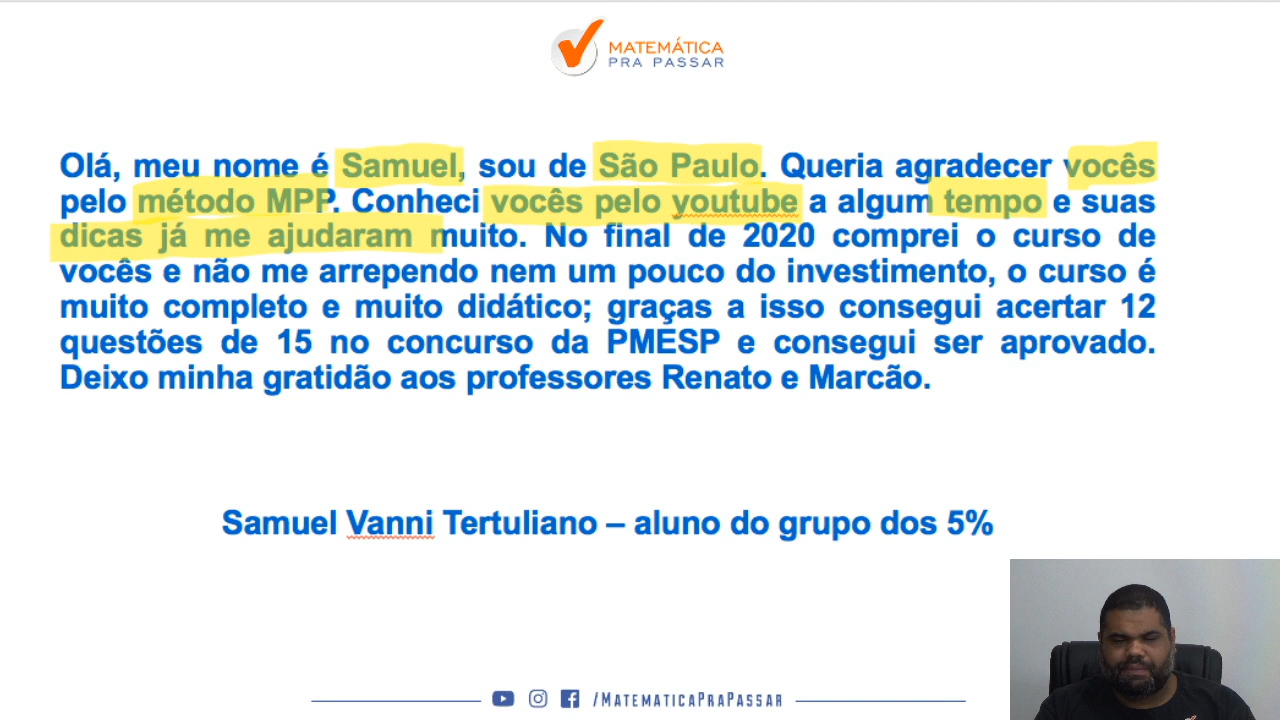 MATEMÁTICA
PRA PASSAR
Olá, meu nome é Samuel, sou de São Paulo. Queria agradecer vocês
pelo método MPP. Conheci vocês pelo youtube a algum tempo e suas
dicas já me ajudaram muito. No final de 2020 comprei o curso de
vocês e não me arrependo nem um pouco do investimento, o curso é
muito completo e muito didático; graças a isso consegui acertar 12
questões de 15 no concurso da PMESP e consegui ser aprovado.
Deixo minha gratidão aos professores Renato e Marcão.
Samuel Vanni Tertuliano – aluno do grupo dos 5%
/MATEMATICAPRAPASSAR